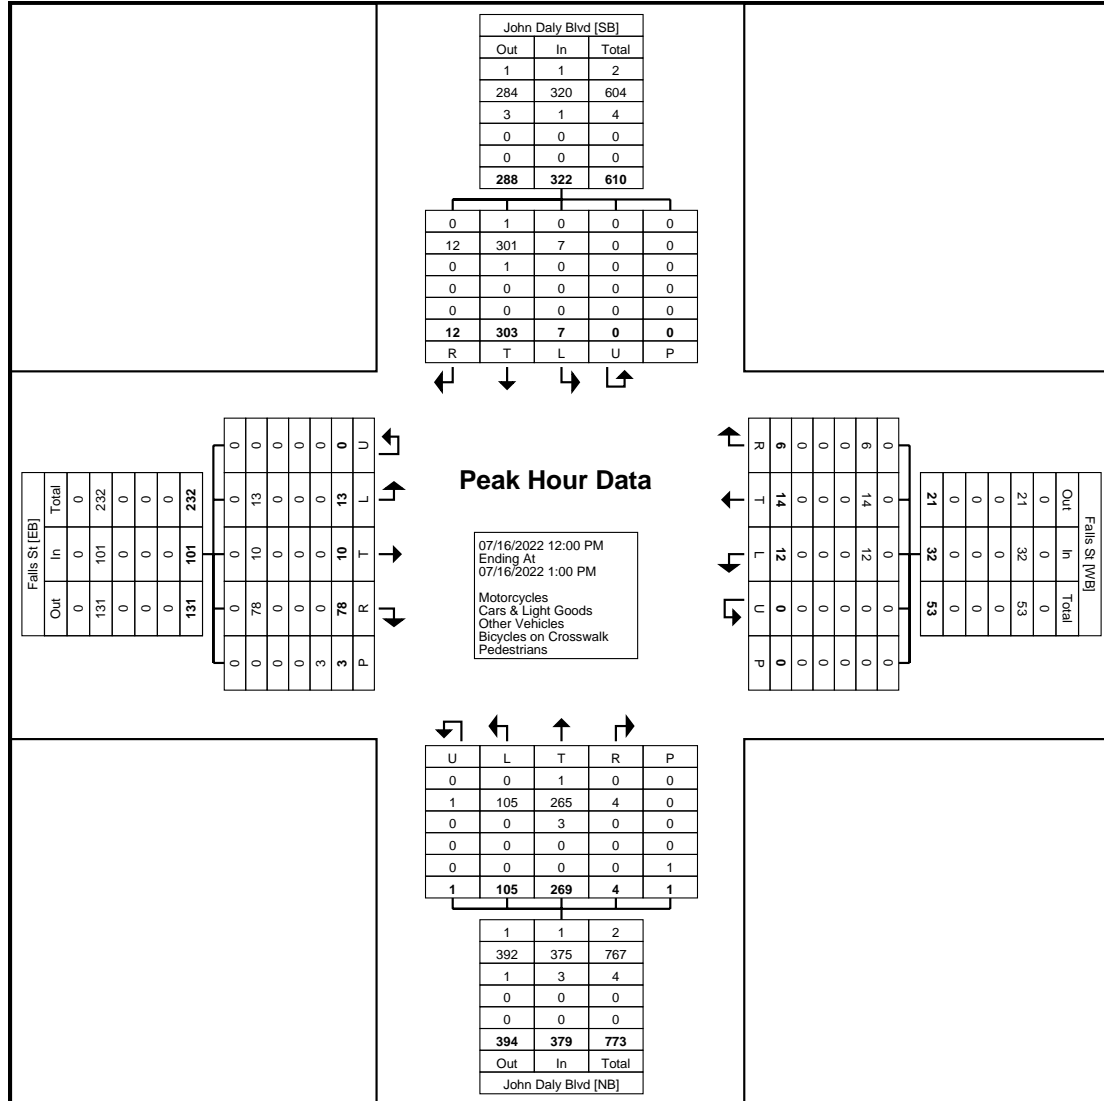 John Daly Blvd [SB]
Out In Total
1 1 2
284 320 604
3 1 4
0 0 0
0 0 0
288 322 610
0 1 0 0 0
12 301 7 0 0
0 1 0 0 0
0 0 0 0 0
0 0 0 0 0
12 303 7 0 0
R T L U P
Falls St [EB]
Total In Out
0 0 0
232 101 131
0 0 0
0 0 0
0 0 0
232 101 131
0 0 0 0 0
0 13 10 78 0
0 0 0 0 0
0 0 0 0 0
0 0 0 0 3
0 13 10 78 3
U L T R P
Peak Hour Data
07/16/2022 12:00 PM
Ending At
07/16/2022 1:00 PM
Motorcycles
Cars & Light Goods
Other Vehicles
Bicycles on Crosswalk
Pedestrians
R T L U P
6 14 12 0 0
0 0 0 0 0
0 0 0 0 0
0 0 0 0 0
6 14 12 0 0
0 0 0 0 0
21 32 53
0 0 0
0 0 0
0 0 0
21 32 53
0 0 0
Out In Total
Falls St [WB]
U L T R P
0 0 1 0 0
1 105 265 4 0
0 0 3 0 0
0 0 0 0 0
0 0 0 0 1
1 105 269 4 1
1 1 2
392 375 767
1 3 4
0 0 0
0 0 0
394 379 773
Out In Total
John Daly Blvd [NB]